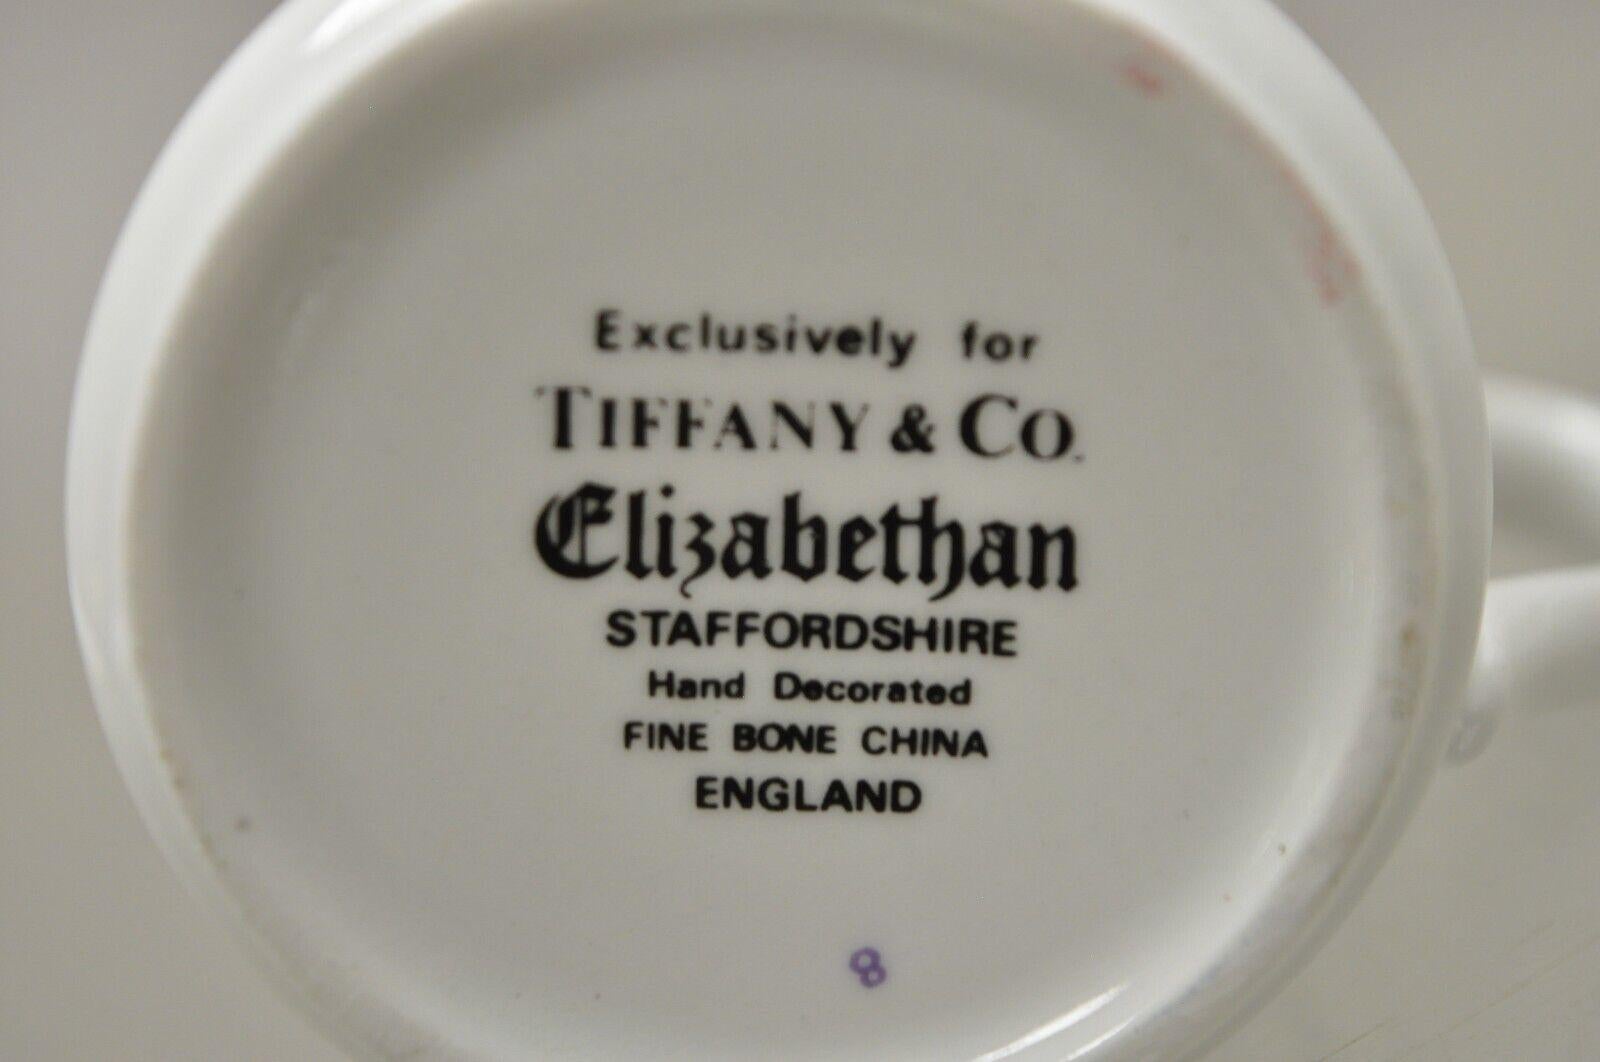 Exclusively for
TIFFANY & CO.
Elizabethan
STAFFORDSHIRE
Hand Decorated
FINE BONE CHINA
ENGLAND
8